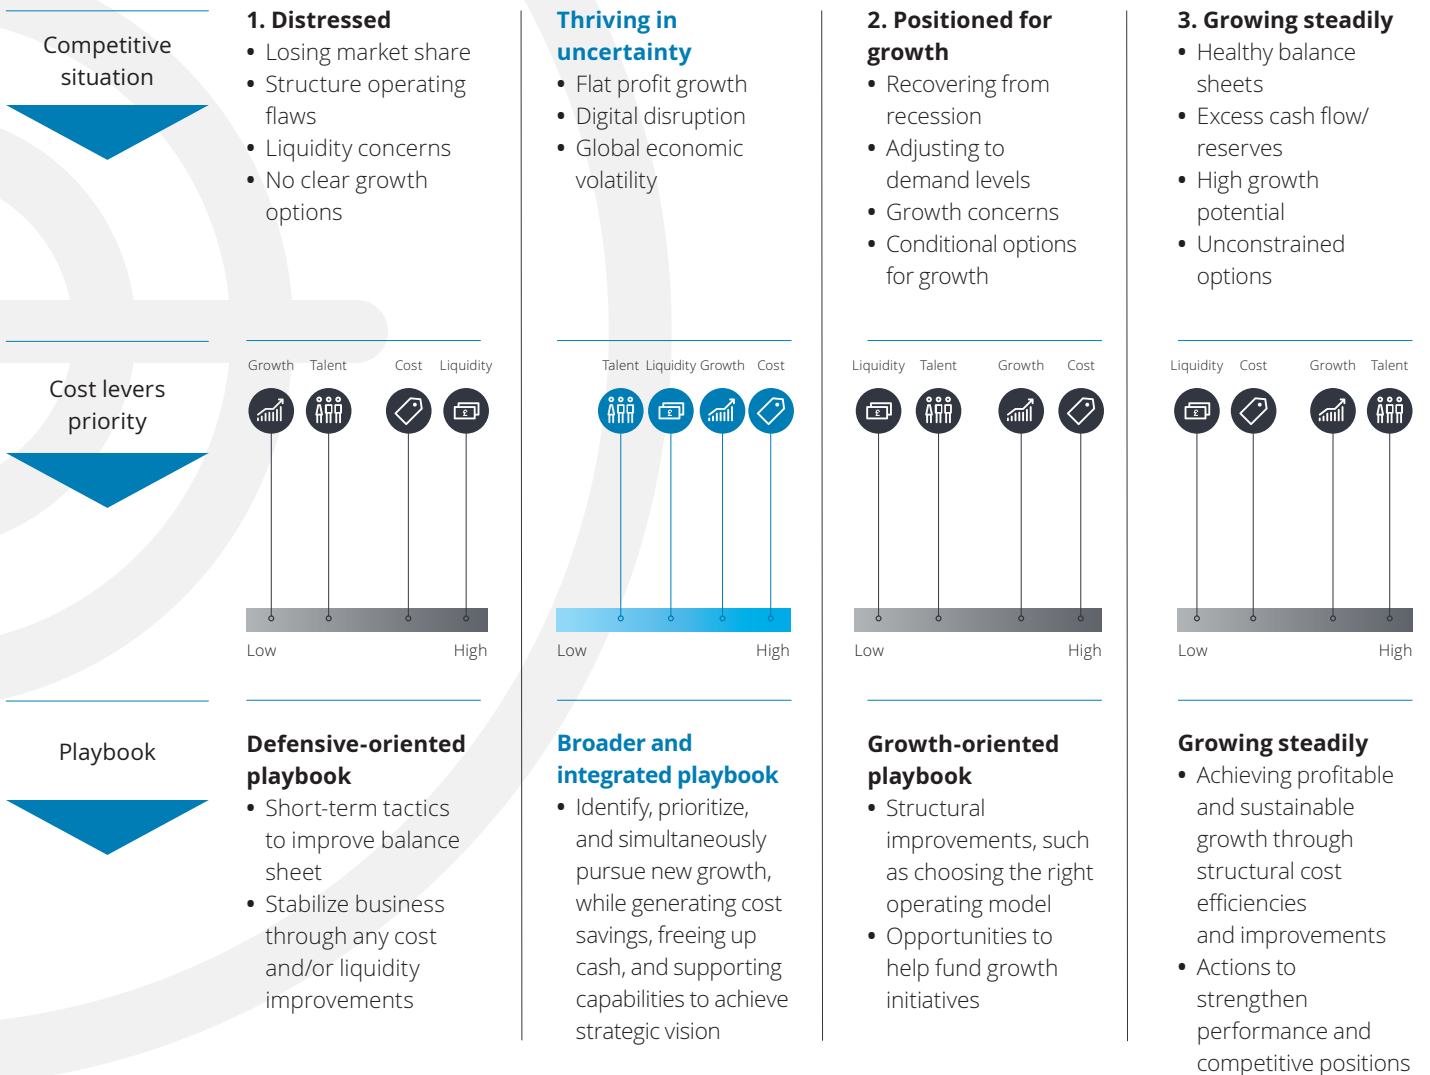 Competitive
situation
1. Distressed
• Losing market share
• Structure operating
flaws
• Liquidity concerns
• No clear growth
options
Thriving in
uncertainty
• Flat profit growth
• Digital disruption
• Global economic
volatility
2. Positioned for
growth
• Recovering from
recession
• Adjusting to
demand levels
• Growth concerns
• Conditional options
for growth
3. Growing steadily
• Healthy balance
sheets
• Excess cash flow/
reserves
• High growth
potential
• Unconstrained
options
Cost levers
priority
Growth Talent Cost Liquidity
£
Low High
Talent Liquidity Growth Cost
£
Low High
Liquidity Talent Growth Cost
£
Low High
Liquidity Cost Growth Talent
£
Low High
Playbook
Defensive-oriented
playbook
• Short-term tactics
to improve balance
sheet
• Stabilize business
through any cost
and/or liquidity
improvements
Broader and
integrated playbook
• Identify, prioritize,
and simultaneously
pursue new growth,
while generating cost
savings, freeing up
cash, and supporting
capabilities to achieve
strategic vision
Growth-oriented
playbook
• Structural
improvements, such
as choosing the right
operating model
• Opportunities to
help fund growth
initiatives
Growing steadily
• Achieving profitable
and sustainable
growth through
structural cost
efficiencies
and improvements
• Actions to
strengthen
performance and
competitive positions